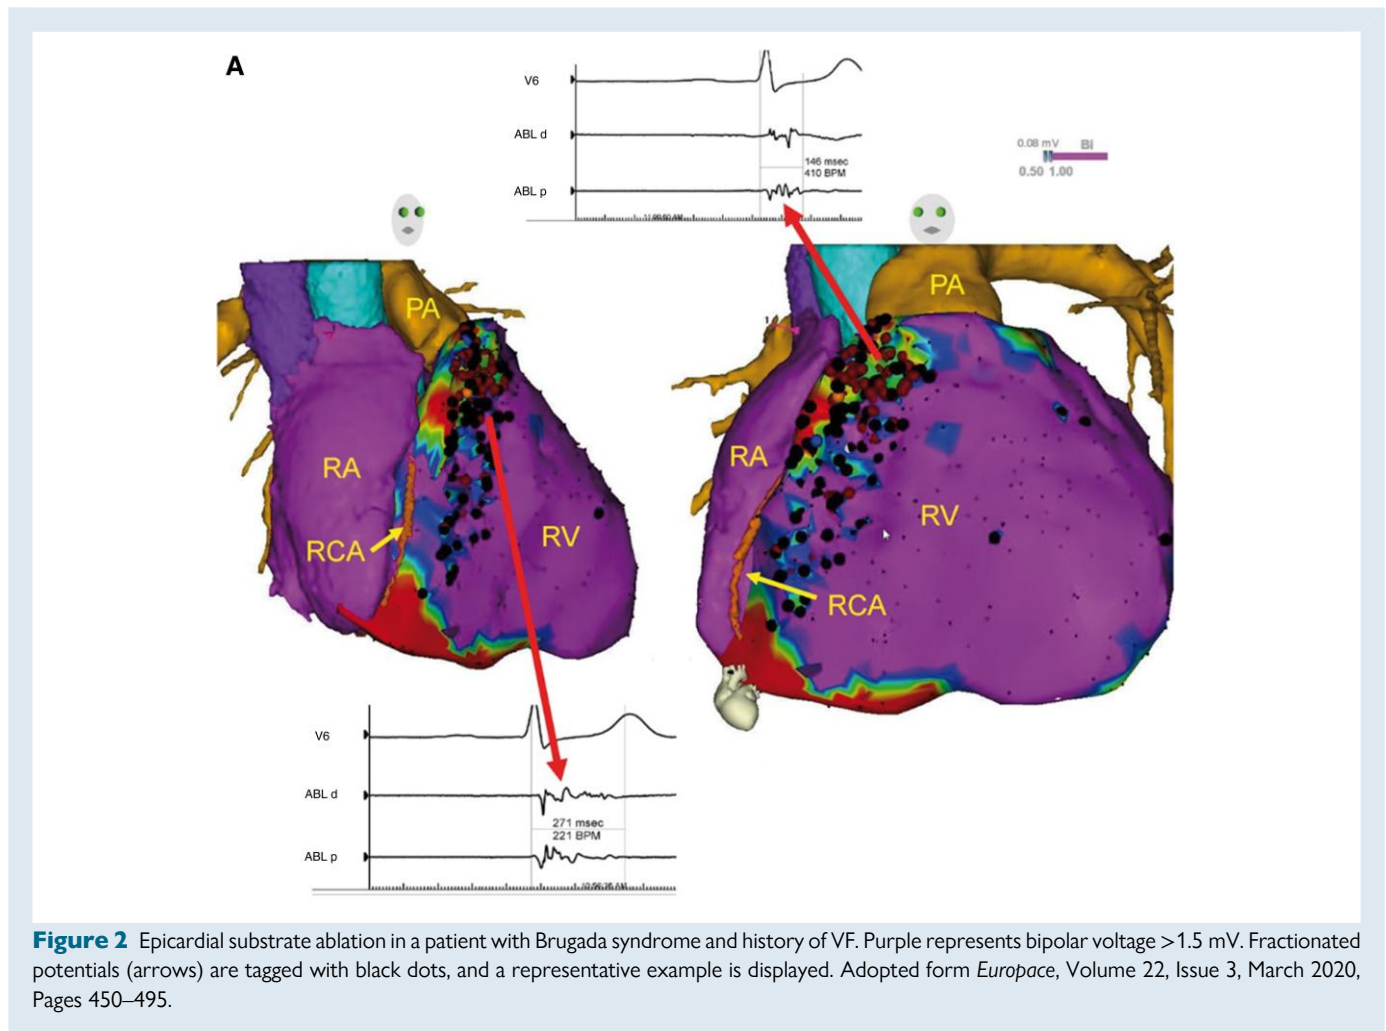 A
V6
ABL d
146 msec
410 BPM
ABL p
0.08 mV Bi
0.50 1.00
PA
RA
RCA
RV
PA
RA
RV
RCA
V6
ABL d
271 msec
221 BPM
ABL p
Figure 2 Epicardial substrate ablation in a patient with Brugada syndrome and history of VF. Purple represents bipolar voltage >1.5 mV. Fractionated
potentials (arrows) are tagged with black dots, and a representative example is displayed. Adopted form Europace, Volume 22, Issue 3, March 2020,
Pages 450–495.